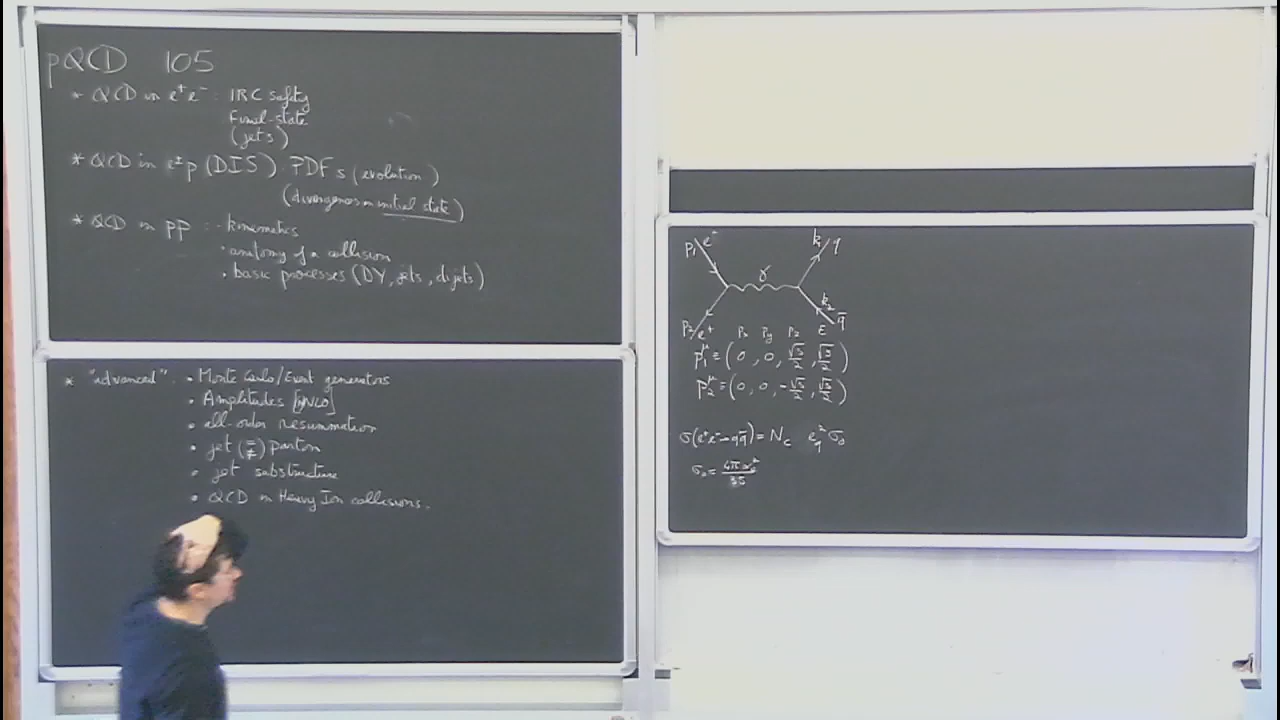 pQCD 105
* QCD in e⁺e⁻ : IRC safety
Final-state
(jets)
* QCD in e±p (DIS) : PDFs (evolution)
(divergences in initial state)
* QCD in pp : - kinematics
• anatomy of a collision
• basic processes (DY, jets, dijets)
* "advanced" : • Monte Carlo/Event generators
• Amplitudes [NNLO]
• all-order resummation
• jet (=/≠) parton
• jet substructure
• QCD in Heavy Ion collisions.
p₁ e⁻ γ k₁ q
p₂ e⁺ k₂ q̄
pₓ p_y p_z E
p₁^μ ≡ (0, 0, √s/2, √s/2)
p₂^μ ≡ (0, 0, -√s/2, √s/2)
σ(e⁺e⁻→qq̄) = N_c e_q² σ₀
σ₀ = 4πα²/3s